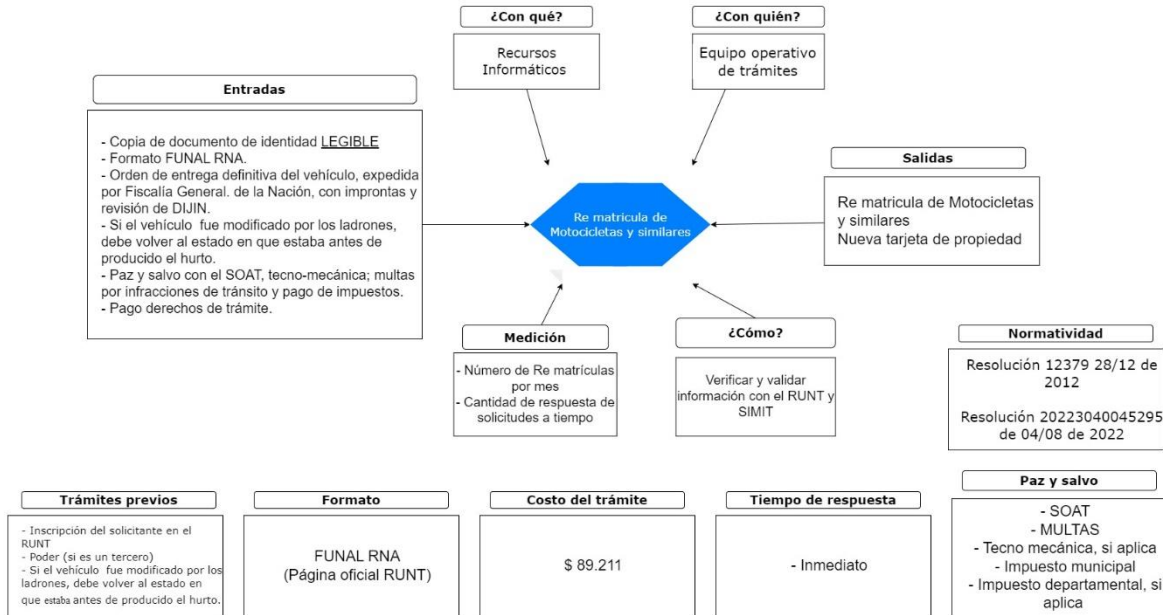 ¿Con qué?
Recursos
Informáticos
¿Con quién?
Equipo operativo
de trámites
Entradas
- Copia de documento de identidad LEGIBLE
- Formato FUNAL RNA.
- Orden de entrega definitiva del vehículo, expedida
por Fiscalía General. de la Nación, con improntas y
revisión de DIJIN.
- Si el vehículo fue modificado por los ladrones,
debe volver al estado en que estaba antes de
producido el hurto.
- Paz y salvo con el SOAT, tecno-mecánica; multas
por infracciones de tránsito y pago de impuestos.
- Pago derechos de trámite.
Re matricula de
Motocicletas y similares
Salidas
Re matricula de Motocicletas
y similares
Nueva tarjeta de propiedad
Medición
- Número de Re matrículas
por mes
- Cantidad de respuesta de
solicitudes a tiempo
¿Cómo?
Verificar y validar
información con el RUNT y
SIMIT
Normatividad
Resolución 12379 28/12 de
2012
Resolución 20223040045295
de 04/08 de 2022
Trámites previos
- Inscripción del solicitante en el
RUNT
- Poder (si es un tercero)
- Si el vehículo fue modificado por los
ladrones, debe volver al estado en
que estaba antes de producido el hurto.
Formato
FUNAL RNA
(Página oficial RUNT)
Costo del trámite
$ 89.211
Tiempo de respuesta
- Inmediato
Paz y salvo
- SOAT
- MULTAS
- Tecno mecánica, si aplica
- Impuesto municipal
- Impuesto departamental, si
aplica